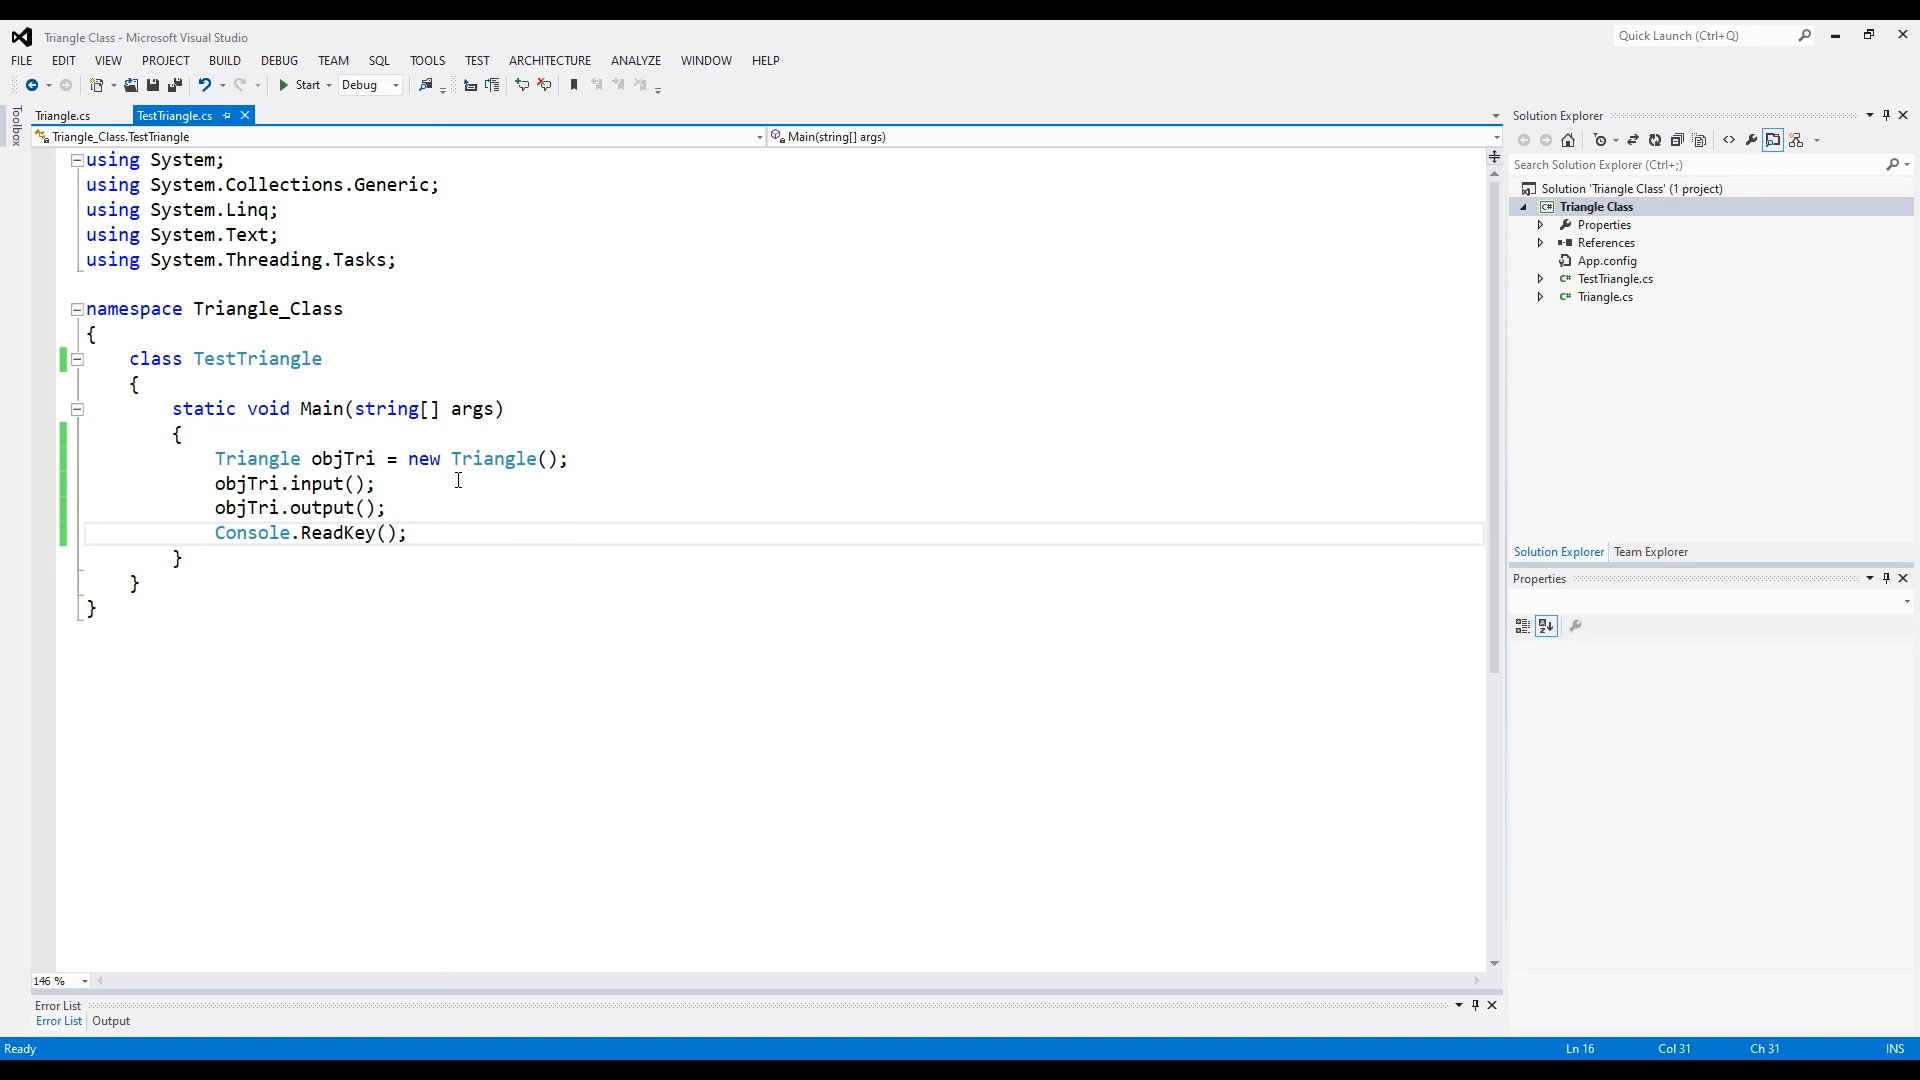 Triangle Class - Microsoft Visual Studio
Quick Launch (Ctrl+Q)
FILE EDIT VIEW PROJECT BUILD DEBUG TEAM SQL TOOLS TEST ARCHITECTURE ANALYZE WINDOW HELP
Start Debug
Toolbox
Triangle.cs TestTriangle.cs
Triangle_Class.TestTriangle Main(string[] args)
using System;
using System.Collections.Generic;
using System.Linq;
using System.Text;
using System.Threading.Tasks;
namespace Triangle_Class
{
class TestTriangle
{
static void Main(string[] args)
{
Triangle objTri = new Triangle();
objTri.input();
objTri.output();
Console.ReadKey();
}
}
}
146 %
Error List
Error List Output
Solution Explorer
Search Solution Explorer (Ctrl+;)
Solution 'Triangle Class' (1 project)
C# Triangle Class
Properties
References
App.config
C# TestTriangle.cs
C# Triangle.cs
Solution Explorer Team Explorer
Properties
Ready Ln 16 Col 31 Ch 31 INS